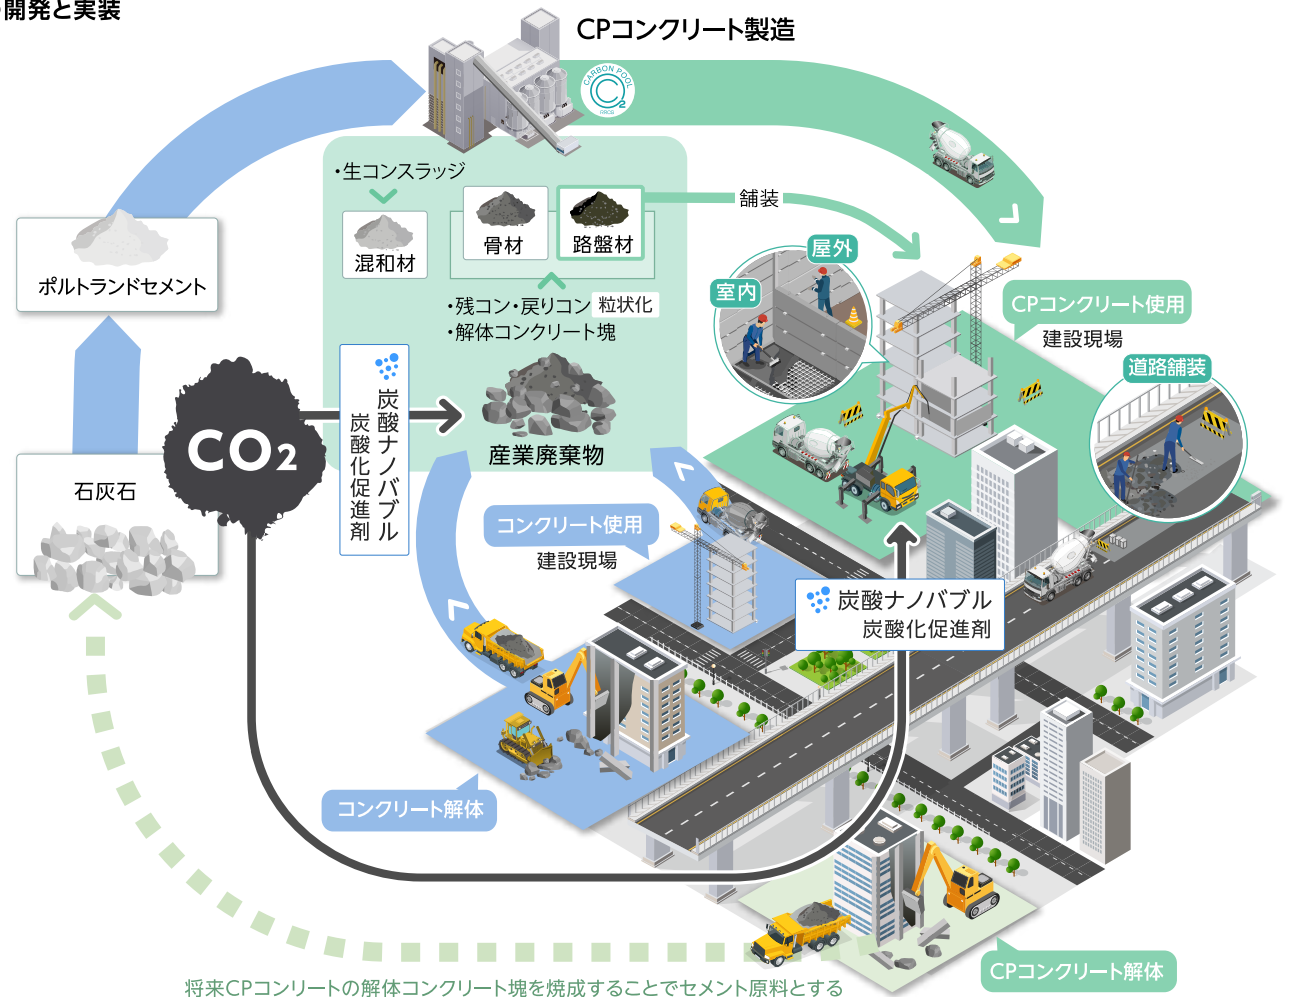 開発と実装
CPコンクリート製造
CARBON POOL
CO2
・生コンスラッジ
混和材
骨材
路盤材
舗装
・残コン・戻りコン 粒状化
・解体コンクリート塊
産業廃棄物
ポルトランドセメント
石灰石
CO2
炭酸ナノバブル
炭酸化促進剤
屋外
室内
CPコンクリート使用
建設現場
道路舗装
コンクリート使用
建設現場
炭酸ナノバブル
炭酸化促進剤
コンクリート解体
CPコンクリート解体
将来CPコンリートの解体コンクリート塊を焼成することでセメント原料とする